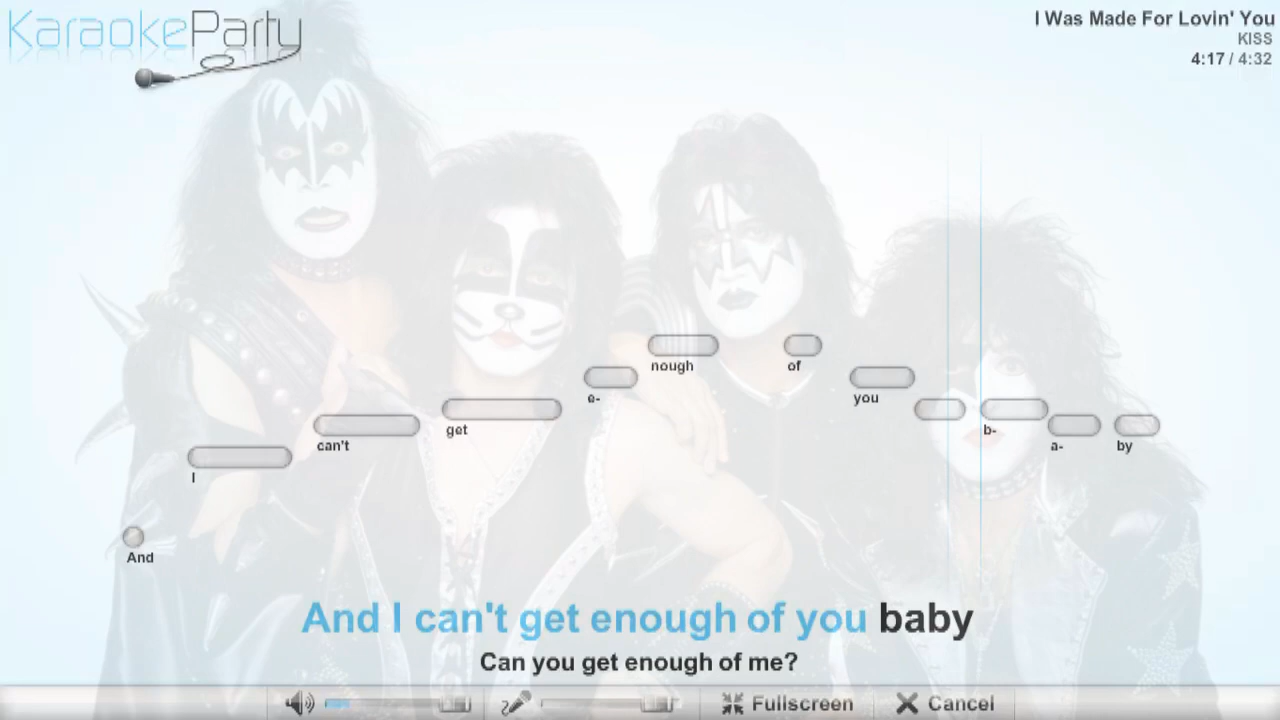 KaraokeParty
I Was Made For Lovin' You
KISS
4:17 / 4:32
nough
of
e-
you
get
b-
can't
a-
by
I
And
And I can't get enough of you baby
Can you get enough of me?
Fullscreen
Cancel